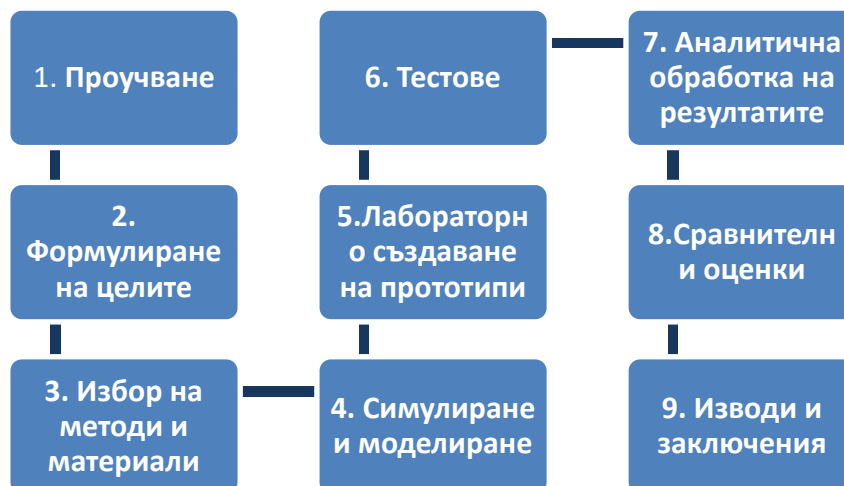 1. Проучване
2.
Формулиране
на целите
3. Избор на
методи и
материали
4. Симулиране
и моделиране
5.Лабораторн
о създаване
на прототипи
6. Тестове
7. Аналитична
обработка на
резултатите
8.Сравнителн
и оценки
9. Изводи и
заключения